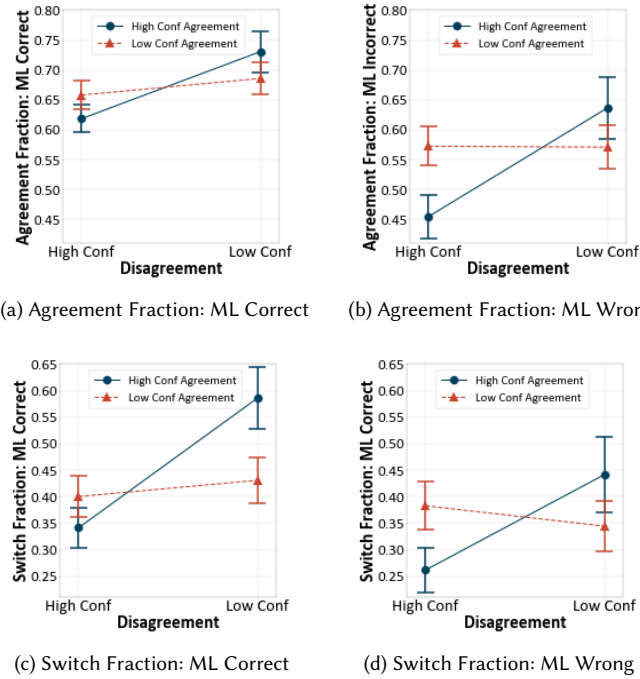 0.80
0.75
0.70
0.65
0.60
0.55
0.50
0.45
Agreement Fraction: ML Correct
High Conf Agreement
Low Conf Agreement
High Conf
Low Conf
Disagreement
(a) Agreement Fraction: ML Correct
0.80
0.75
0.70
0.65
0.60
0.55
0.50
0.45
Agreement Fraction: ML Incorrect
High Conf Agreement
Low Conf Agreement
High Conf
Low Conf
Disagreement
(b) Agreement Fraction: ML Wron
0.65
0.60
0.55
0.50
0.45
0.40
0.35
0.30
0.25
Switch Fraction: ML Correct
High Conf Agreement
Low Conf Agreement
High Conf
Low Conf
Disagreement
(c) Switch Fraction: ML Correct
0.65
0.60
0.55
0.50
0.45
0.40
0.35
0.30
0.25
Switch Fraction: ML Correct
High Conf Agreement
Low Conf Agreement
High Conf
Low Conf
Disagreement
(d) Switch Fraction: ML Wrong